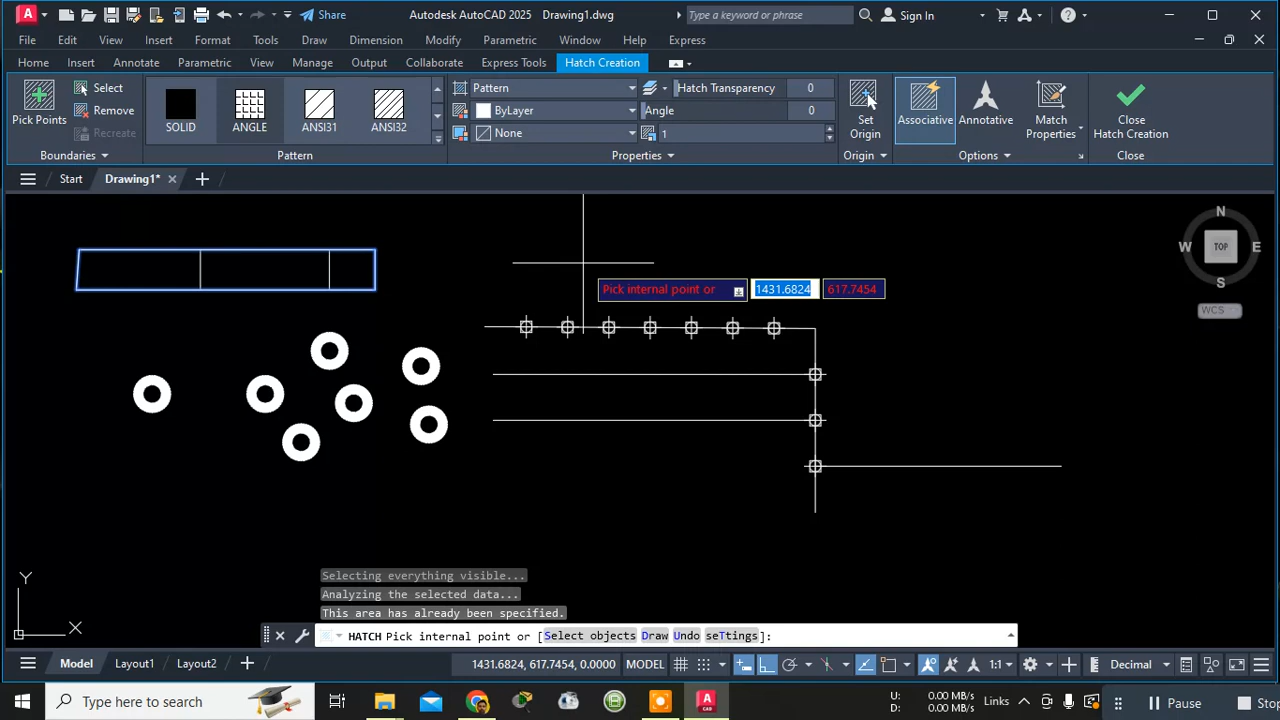 Share Autodesk AutoCAD 2025 Drawing1.dwg Type a keyword or phrase Sign In
File Edit View Insert Format Tools Draw Dimension Modify Parametric Window Help Express
Home Insert Annotate Parametric View Manage Output Collaborate Express Tools Hatch Creation
Pick Points
Select
Remove
Recreate
Boundaries
SOLID ANGLE ANSI31 ANSI32
Pattern
Pattern
ByLayer
None
Hatch Transparency 0
Angle 0
1
Properties
Set
Origin
Origin
Associative Annotative
Match
Properties
Options
Close
Hatch Creation
Close
Start Drawing1*
N
W TOP E
S
WCS
Pick internal point or 1431.6824 617.7454
Selecting everything visible...
Analyzing the selected data...
This area has already been specified.
HATCH Pick internal point or [Select objects Draw Undo seTtings]:
Y
X
Model Layout1 Layout2 1431.6824, 617.7454, 0.0000 MODEL 1:1 Decimal
Type here to search
U: 0.00 MB/s
D: 0.00 MB/s
Links
Pause
Stop